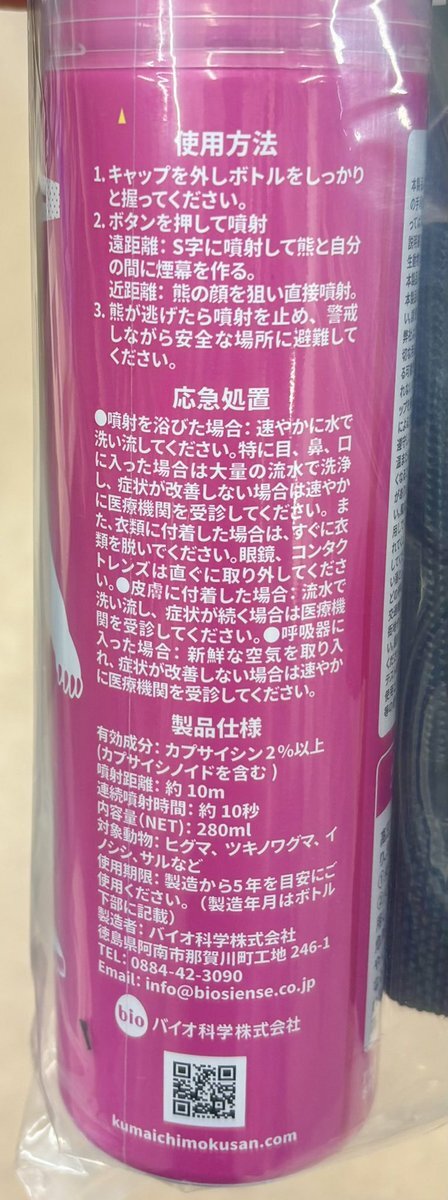 使用方法
1. キャップを外しボトルをしっかり
と握ってください。
2. ボタンを押して噴射
遠距離：S字に噴射して熊と自分
の間に煙幕を作る。
近距離：熊の顔を狙い直接噴射。
3. 熊が逃げたら噴射を止め、警戒
しながら安全な場所に避難して
ください。
応急処置
●噴射を浴びた場合：速やかに水で
洗い流してください。特に目、鼻、口
に入った場合は大量の流水で洗浄
し、症状が改善しない場合は速やか
に医療機関を受診してください。ま
た、衣類に付着した場合は、すぐに衣
類を脱いでください。眼鏡、コンタク
トレンズは直ぐに取り外してくださ
い。●皮膚に付着した場合：流水で
洗い流し、症状が続く場合は医療機
関を受診してください。●呼吸器に
入った場合：新鮮な空気を取り入
れ、症状が改善しない場合は速やか
に医療機関を受診してください。
製品仕様
有効成分：カプサイシン2%以上
(カプサイシノイドを含む)
噴射距離：約10m
連続噴射時間：約10秒
内容量(NET)：280ml
対象動物：ヒグマ、ツキノワグマ、イ
ノシシ、サルなど
使用期限：製造から5年を目安にご
使用ください。（製造年月はボトル
下部に記載）
製造者：バイオ科学株式会社
徳島県阿南市那賀川町工地 246-1
TEL: 0884-42-3090
Email: info@biosiense.co.jp
bio バイオ科学株式会社
kumaichimokusan.com